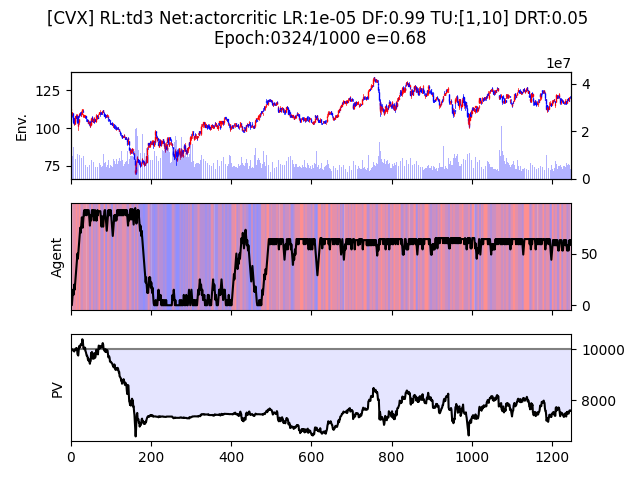 [CVX] RL:td3 Net:actorcritic LR:1e-05 DF:0.99 TU:[1,10] DRT:0.05
Epoch:0324/1000 e=0.68
1e7
Env.
125
100
75
4
2
0
Agent
50
0
PV
10000
8000
0 200 400 600 800 1000 1200